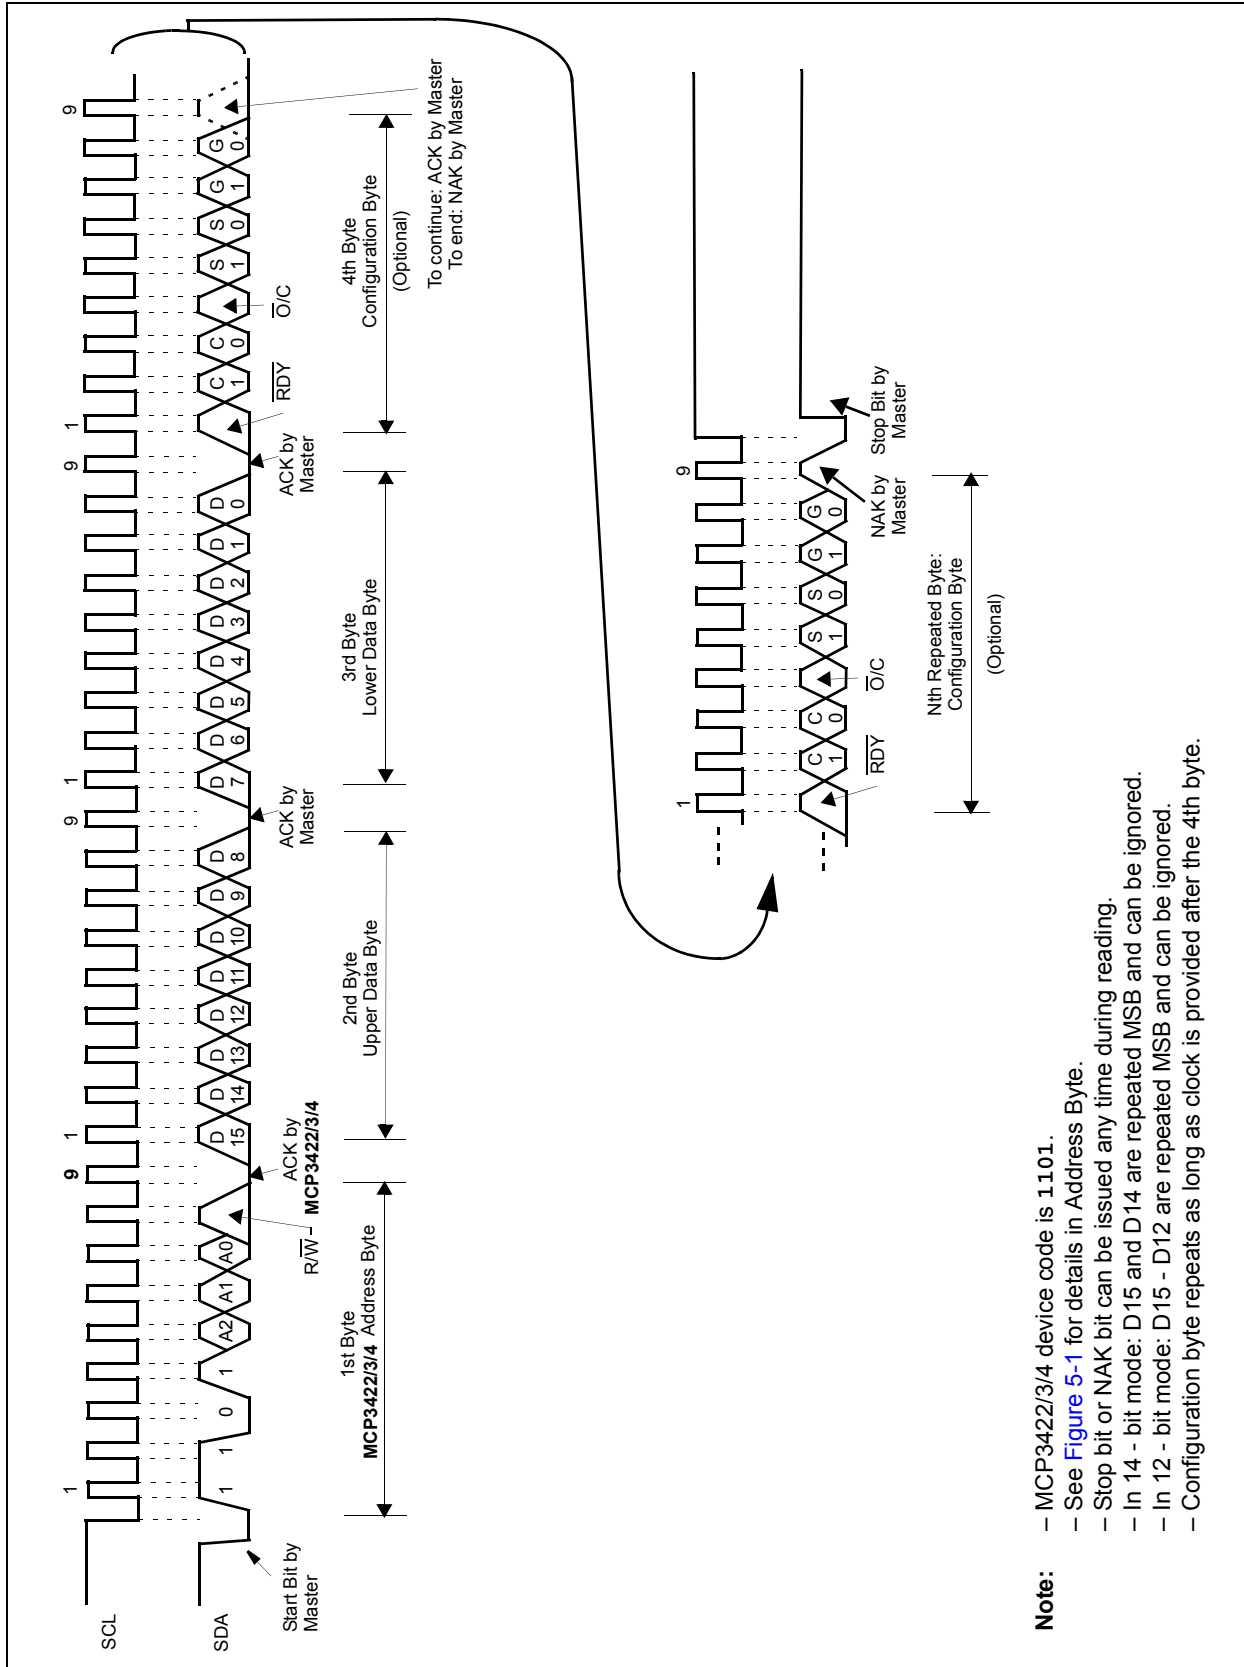 SCL
1
9
1
9
1
9
1
9
SDA
1 1 0 1 A2 A1 A0
D 15
D 14
D 13
D 12
D 11
D 10
D 9
D 8
D 7
D 6
D 5
D 4
D 3
D 2
D 1
D 0
C 1
C 0
S 1
S 0
G 1
G 0
Start Bit by
Master
R/W
ACK by
MCP3422/3/4
ACK by
Master
ACK by
Master
RDY
O/C
1st Byte
MCP3422/3/4 Address Byte
2nd Byte
Upper Data Byte
3rd Byte
Lower Data Byte
4th Byte
Configuration Byte
(Optional)
To continue: ACK by Master
To end: NAK by Master
1
9
C 1
C 0
S 1
S 0
G 1
G 0
RDY
O/C
NAK by
Master
Stop Bit by
Master
Nth Repeated Byte:
Configuration Byte
(Optional)
Note: – MCP3422/3/4 device code is 1101.
– See Figure 5-1 for details in Address Byte.
– Stop bit or NAK bit can be issued any time during reading.
– In 14 - bit mode: D15 and D14 are repeated MSB and can be ignored.
– In 12 - bit mode: D15 - D12 are repeated MSB and can be ignored.
– Configuration byte repeats as long as clock is provided after the 4th byte.